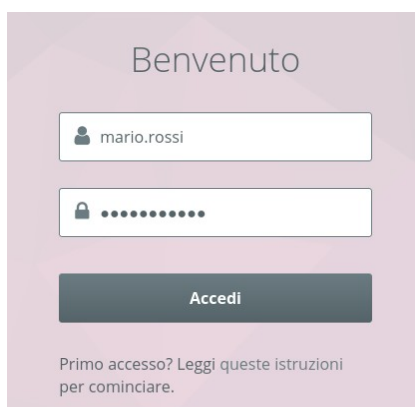 Benvenuto
mario.rossi
•••••••••••
Accedi
Primo accesso? Leggi queste istruzioni
per cominciare.